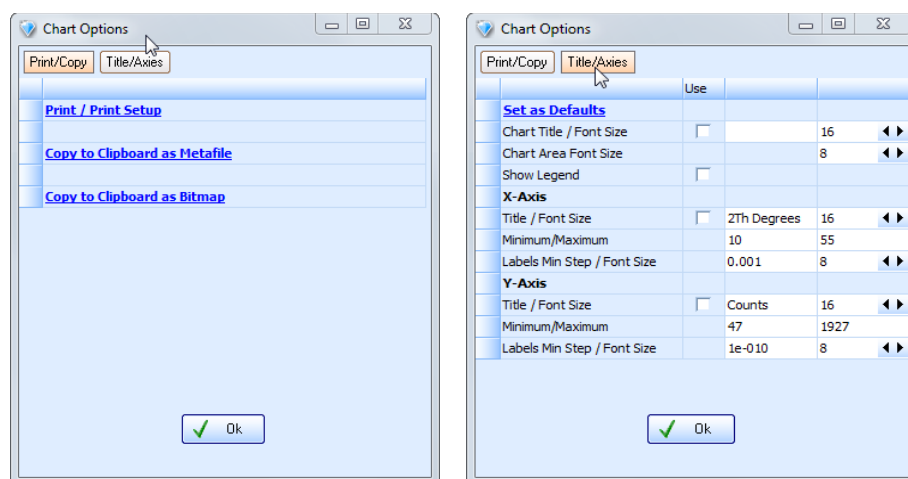 Chart Options
Print/Copy Title/Axies
Print / Print Setup
Copy to Clipboard as Metafile
Copy to Clipboard as Bitmap
Ok
Chart Options
Print/Copy Title/Axies
Use
Set as Defaults
Chart Title / Font Size 16
Chart Area Font Size 8
Show Legend
X-Axis
Title / Font Size 2Th Degrees 16
Minimum/Maximum 10 55
Labels Min Step / Font Size 0.001 8
Y-Axis
Title / Font Size Counts 16
Minimum/Maximum 47 1927
Labels Min Step / Font Size 1e-010 8
Ok